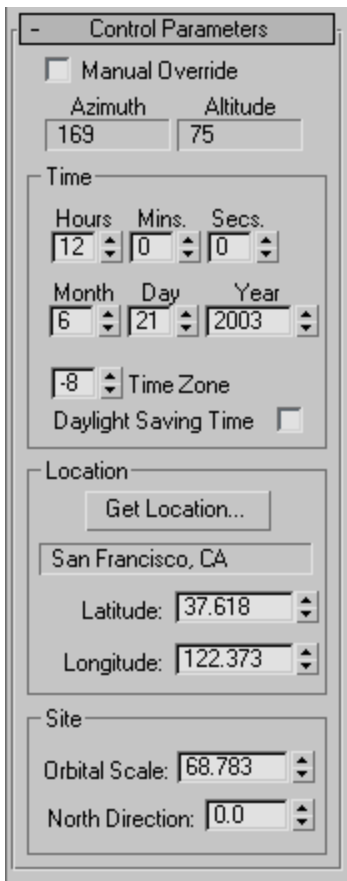 - Control Parameters
Manual Override
Azimuth Altitude
169 75
Time
Hours Mins. Secs.
12 0 0
Month Day Year
6 21 2003
-8 Time Zone
Daylight Saving Time
Location
Get Location...
San Francisco, CA
Latitude: 37.618
Longitude: 122.373
Site
Orbital Scale: 68.783
North Direction: 0.0